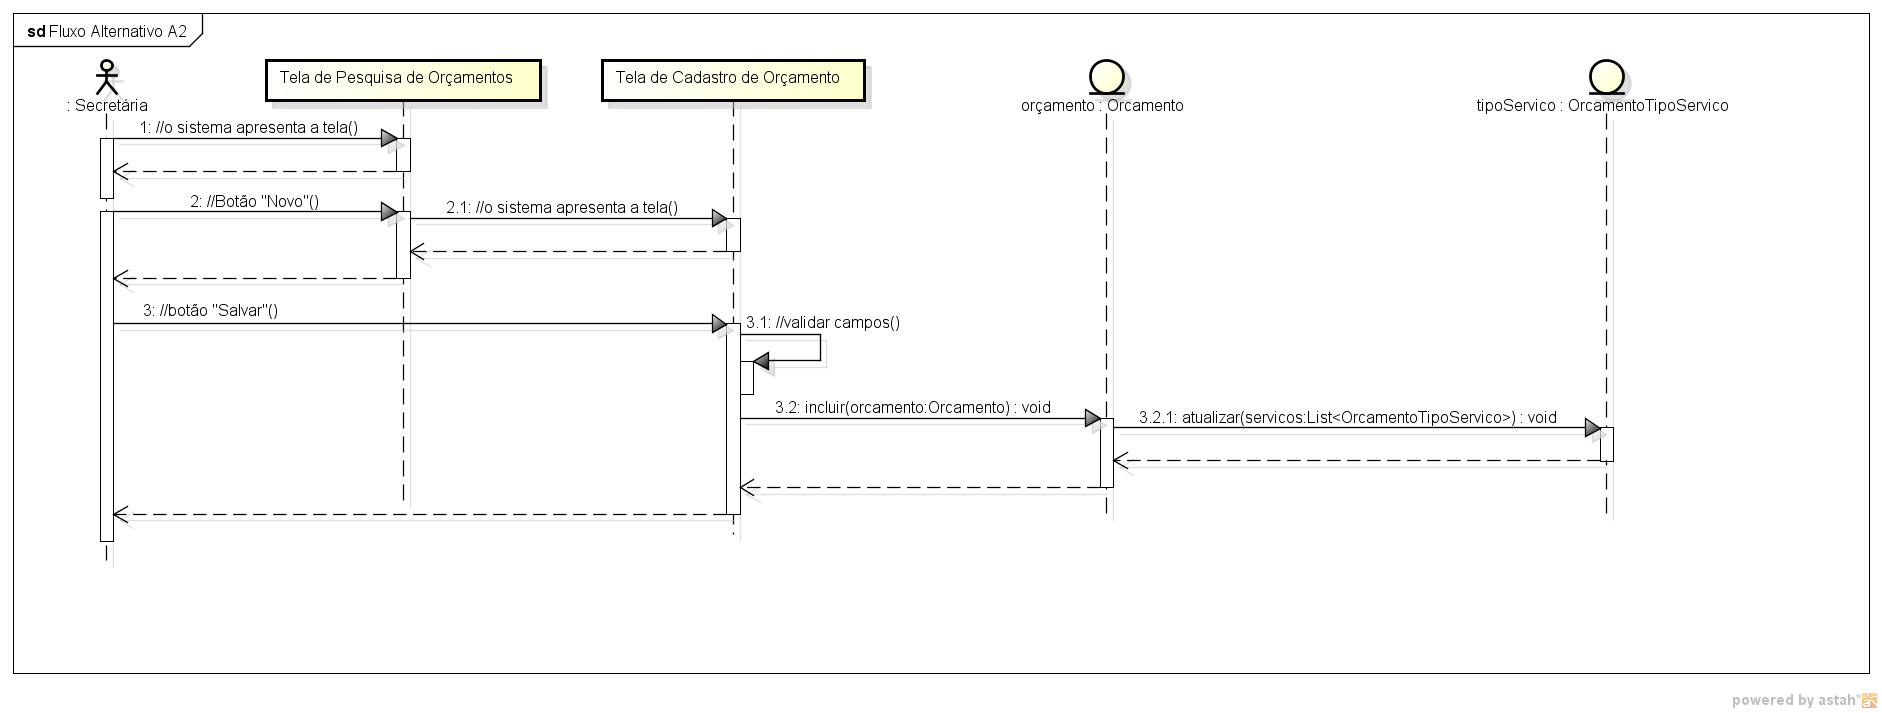 sd Fluxo Alternativo A2
Tela de Pesquisa de Orçamentos
Tela de Cadastro de Orçamento
: Secretária
orçamento : Orcamento
tipoServico : OrcamentoTipoServico
1: //o sistema apresenta a tela()
2: //Botão "Novo"()
2.1: //o sistema apresenta a tela()
3: //botão "Salvar"()
3.1: //validar campos()
3.2: incluir(orcamento:Orcamento) : void
3.2.1: atualizar(servicos:List<OrcamentoTipoServico>) : void
powered by astah*